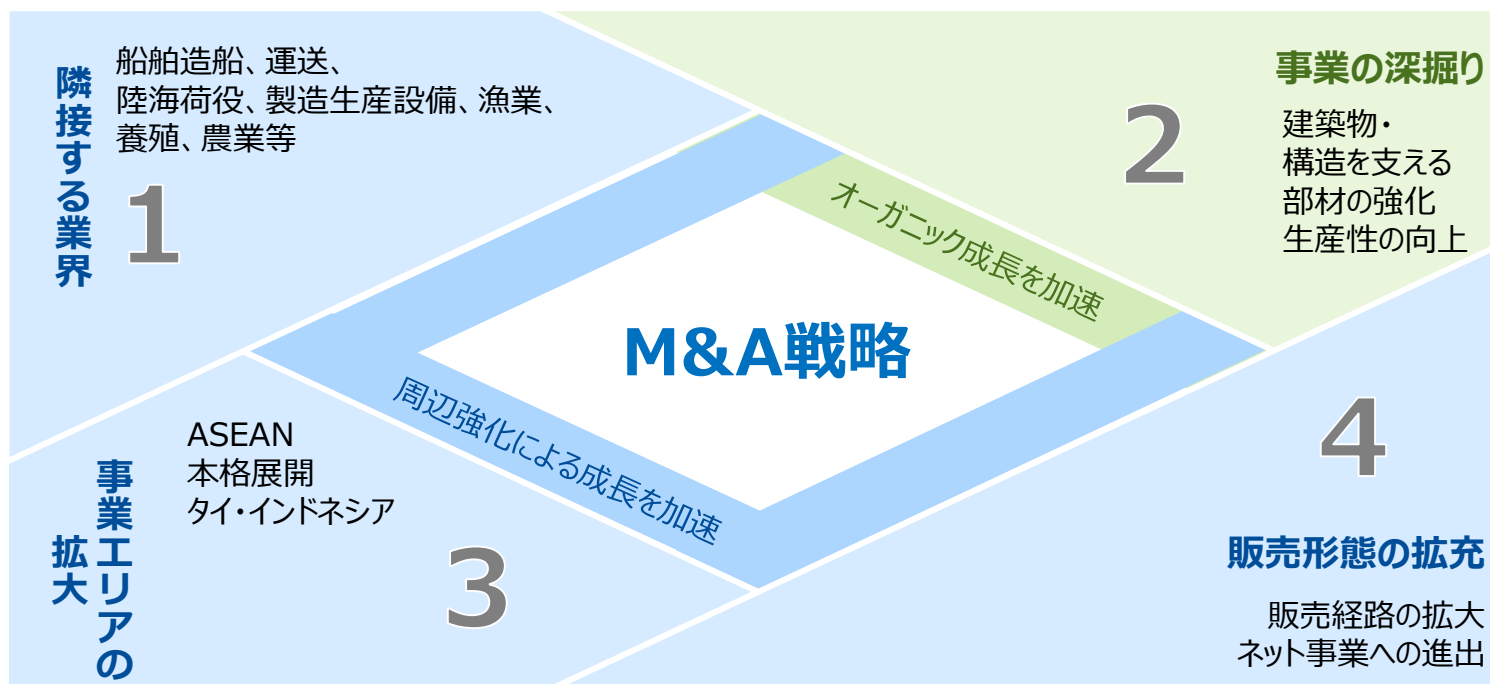 隣接する業界
船舶造船、運送、
陸海荷役、製造生産設備、漁業、
養殖、農業等
1
事業の深掘り
2
建築物・
構造を支える
部材の強化
生産性の向上
オーガニック成長を加速
M&A戦略
周辺強化による成長を加速
事業エリアの
拡大
ASEAN
本格展開
タイ・インドネシア
3
4
販売形態の拡充
販売経路の拡大
ネット事業への進出